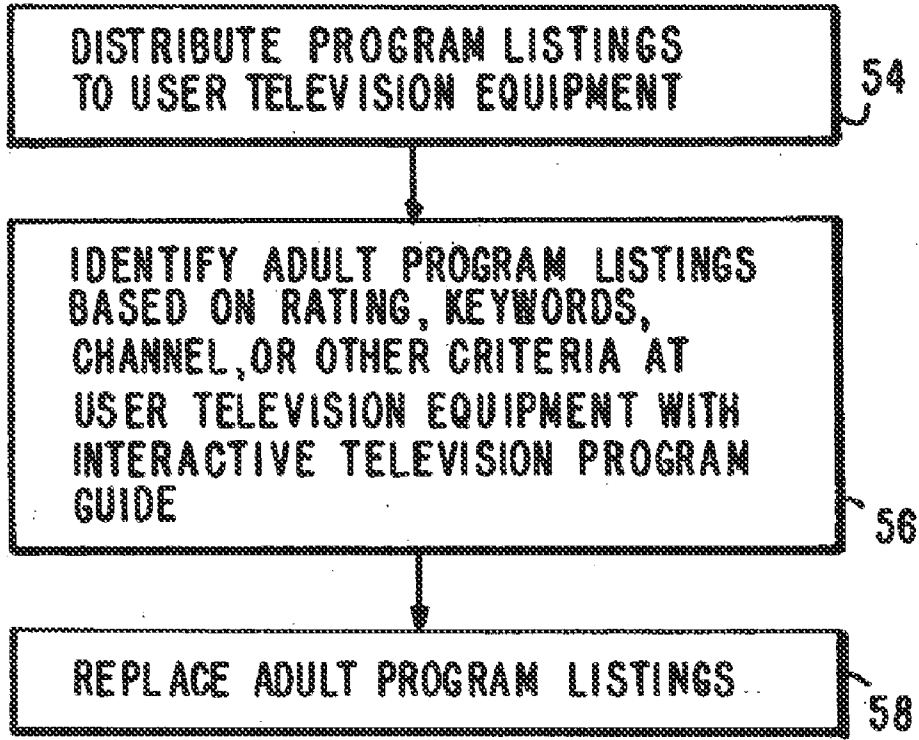 DISTRIBUTE PROGRAM LISTINGS
TO USER TELEVISION EQUIPMENT
54
IDENTIFY ADULT PROGRAM LISTINGS
BASED ON RATING, KEYWORDS,
CHANNEL, OR OTHER CRITERIA AT
USER TELEVISION EQUIPMENT WITH
INTERACTIVE TELEVISION PROGRAM
GUIDE
56
REPLACE ADULT PROGRAM LISTINGS
58